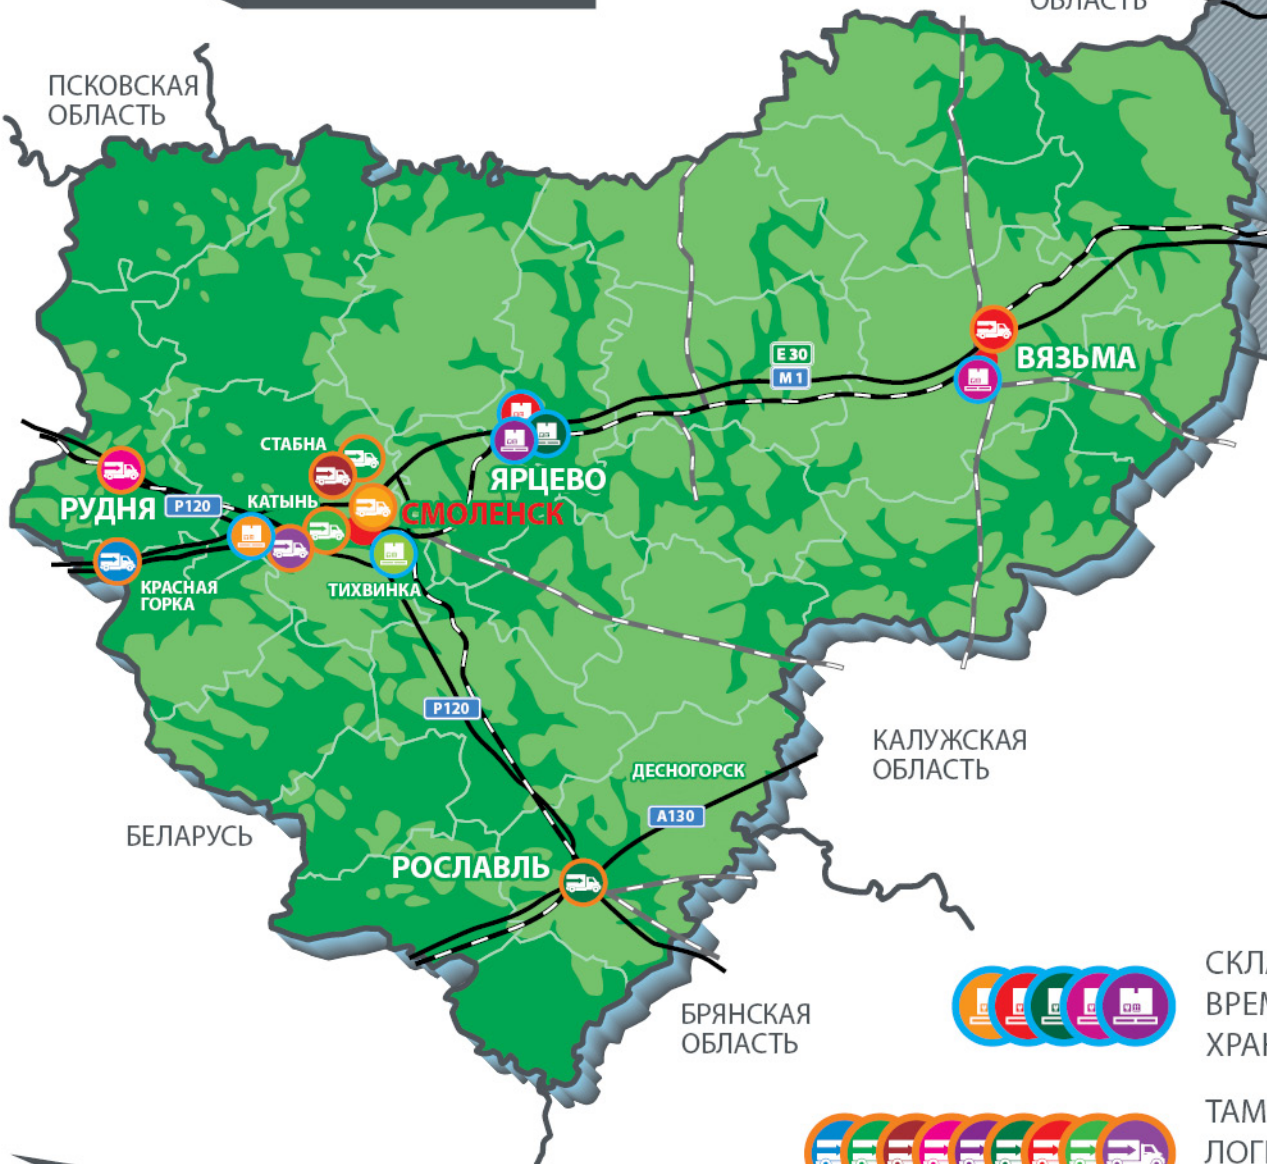 ОБЛАСТЬ
ПСКОВСКАЯ
ОБЛАСТЬ
E 30
M 1
ВЯЗЬМА
СТАБНА
ЯРЦЕВО
КАТЫНЬ
РУДНЯ
P120
СМОЛЕНСК
КРАСНАЯ
ГОРКА
ТИХВИНКА
P120
КАЛУЖСКАЯ
ОБЛАСТЬ
ДЕСНОГОРСК
A130
БЕЛАРУСЬ
РОСЛАВЛЬ
БРЯНСКАЯ
ОБЛАСТЬ